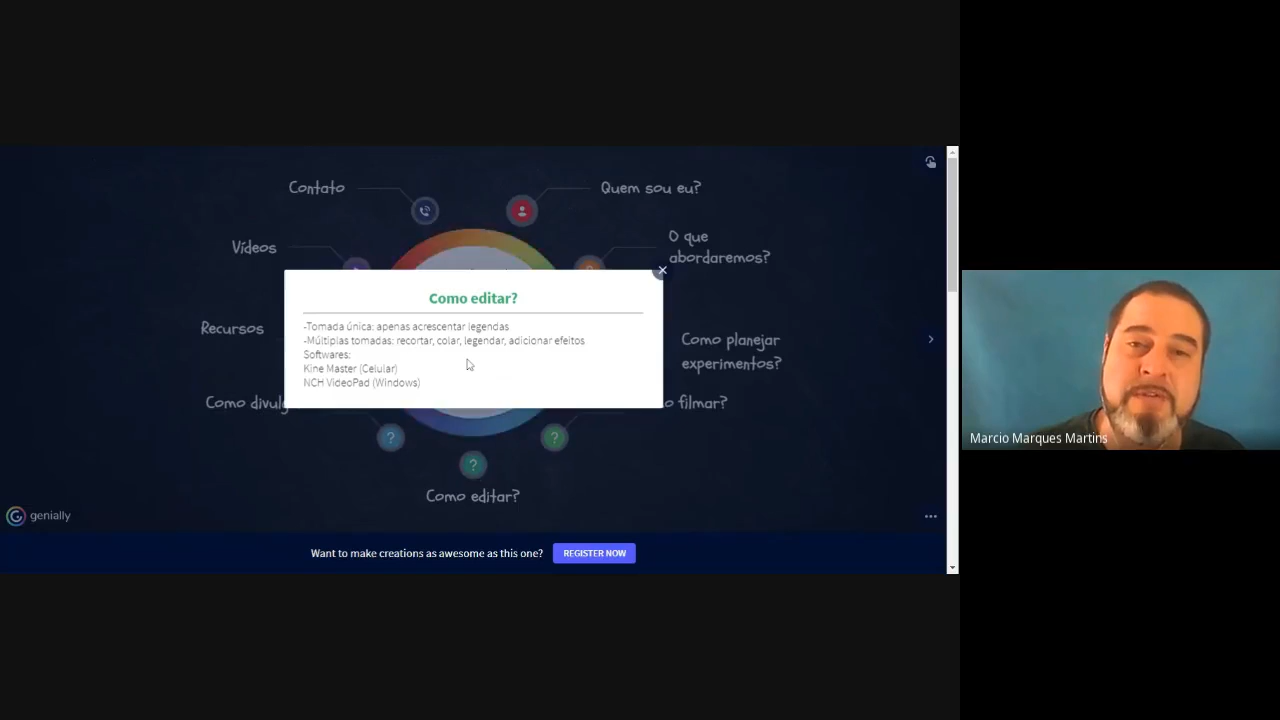 Contato
Quem sou eu?
Vídeos
O que
abordaremos?
Como editar?
-Tomada única: apenas acrescentar legendas
-Múltiplas tomadas: recortar, colar, legendar, adicionar efeitos
Softwares:
Kine Master (Celular)
NCH VideoPad (Windows)
Recursos
Como planejar
experimentos?
Como divulg
o filmar?
Como editar?
Marcio Marques Martins
genially
Want to make creations as awesome as this one?
REGISTER NOW